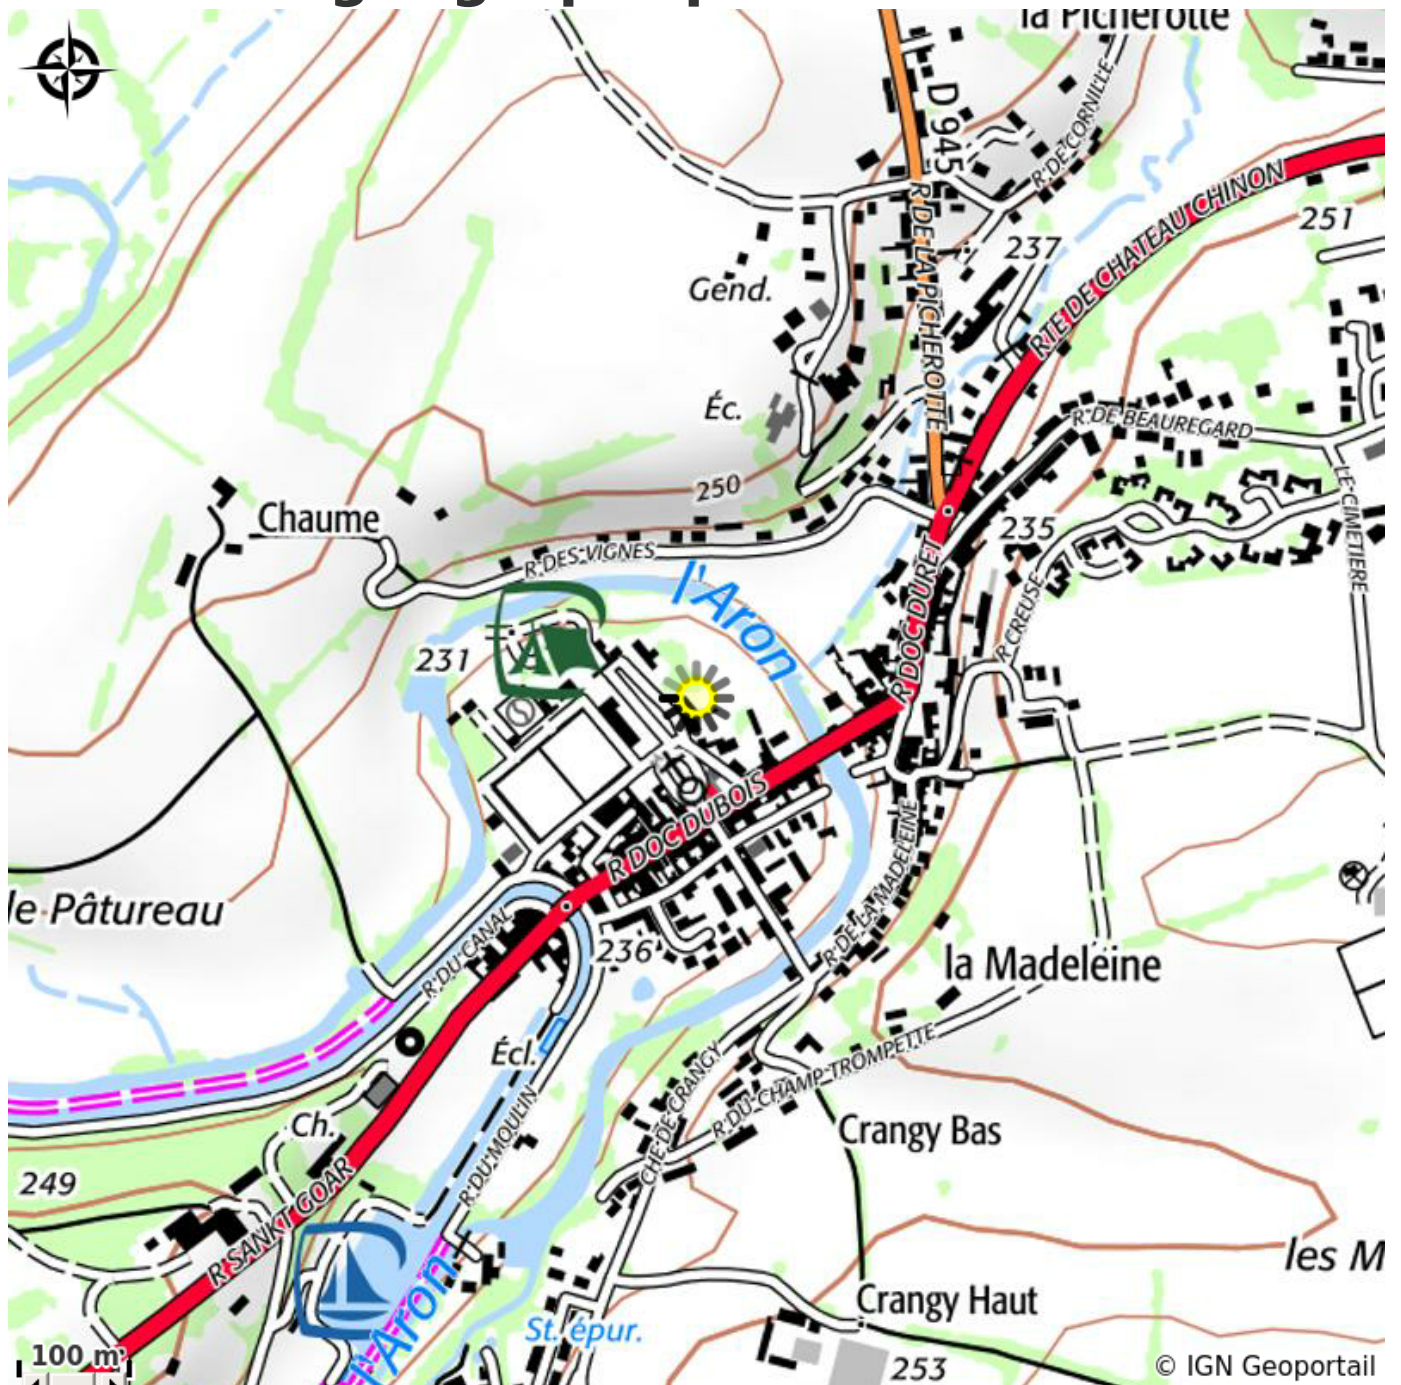 la Picherotte
D 945
R DE CORNILLE
RTE DE CHATEAU CHINON
251
237
R DE LA PICHEROTTE
Gend.
Éc.
R DE BEAUREGARD
250
LE CIMETIERE
Chaume
235
R DES VIGNES
l'Aron
R DOC DURET
R CREUSE
231
R DOC DUBOIS
R DE LA MADELEINE
le Pâtureau
R DU CANAL
236
la Madeleine
Écl.
CHE DE CRANGY
R DU CHAMP TROMPETTE
R DU MOULIN
Ch.
Crangy Bas
249
R SANKT GOAR
les M
l'Aron
Crangy Haut
St. épur.
100 m
253
© IGN Geoportail